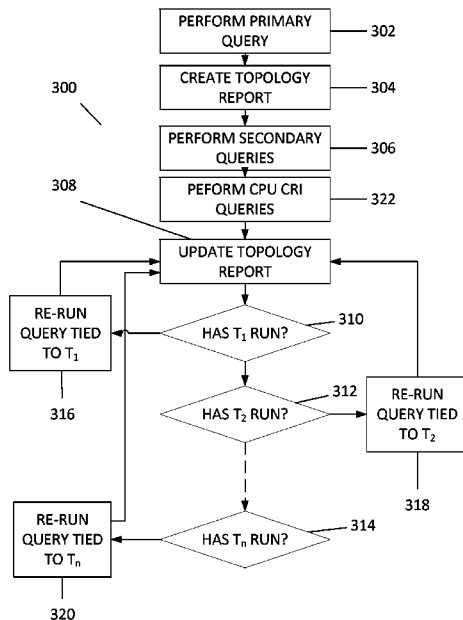 PERFORM PRIMARY
QUERY
302
CREATE TOPOLOGY
REPORT
304
300
PERFORM SECONDARY
QUERIES
306
308
PEFORM CPU CRI
QUERIES
322
UPDATE TOPOLOGY
REPORT
RE-RUN
QUERY TIED
TO T1
316
HAS T1 RUN?
310
HAS T2 RUN?
312
RE-RUN
QUERY TIED
TO T2
318
RE-RUN
QUERY TIED
TO Tn
320
HAS Tn RUN?
314